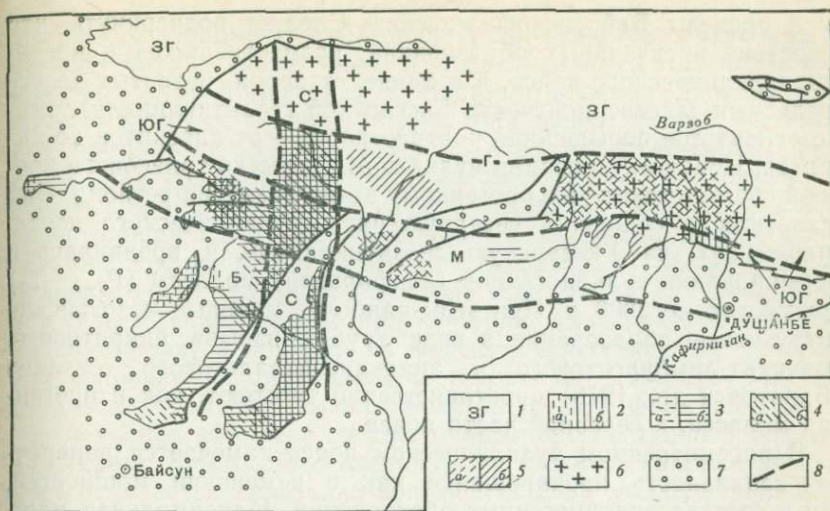 ЗГ
С
ЗГ
Варзоб
ЮГ
Г
Г
М
Б
С
ЮГ
ДУШАНБЕ
Кафирниган
Байсун
ЗГ 1
а б 2
а б 3
а б 4
а б 5
6
7
8